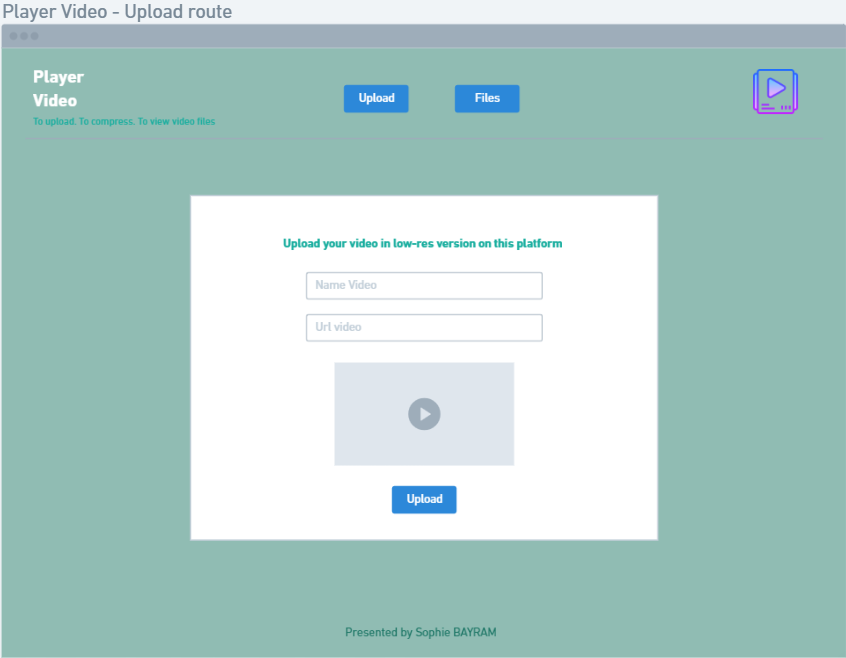 Player Video - Upload route
Player
Video
To upload. To compress. To view video files
Upload
Files
Upload your video in low-res version on this platform
Name Video
Url video
Upload
Presented by Sophie BAYRAM